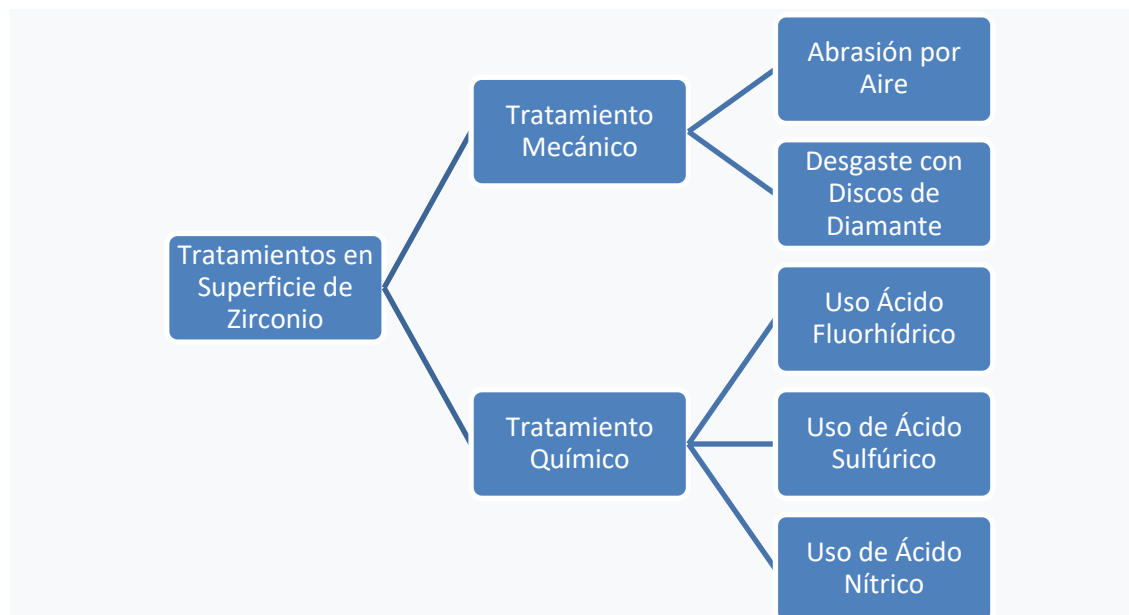 Tratamientos en
Superficie de
Zirconio
Tratamiento
Mecánico
Abrasión por
Aire
Desgaste con
Discos de
Diamante
Tratamiento
Químico
Uso Ácido
Fluorhídrico
Uso de Ácido
Sulfúrico
Uso de Ácido
Nítrico